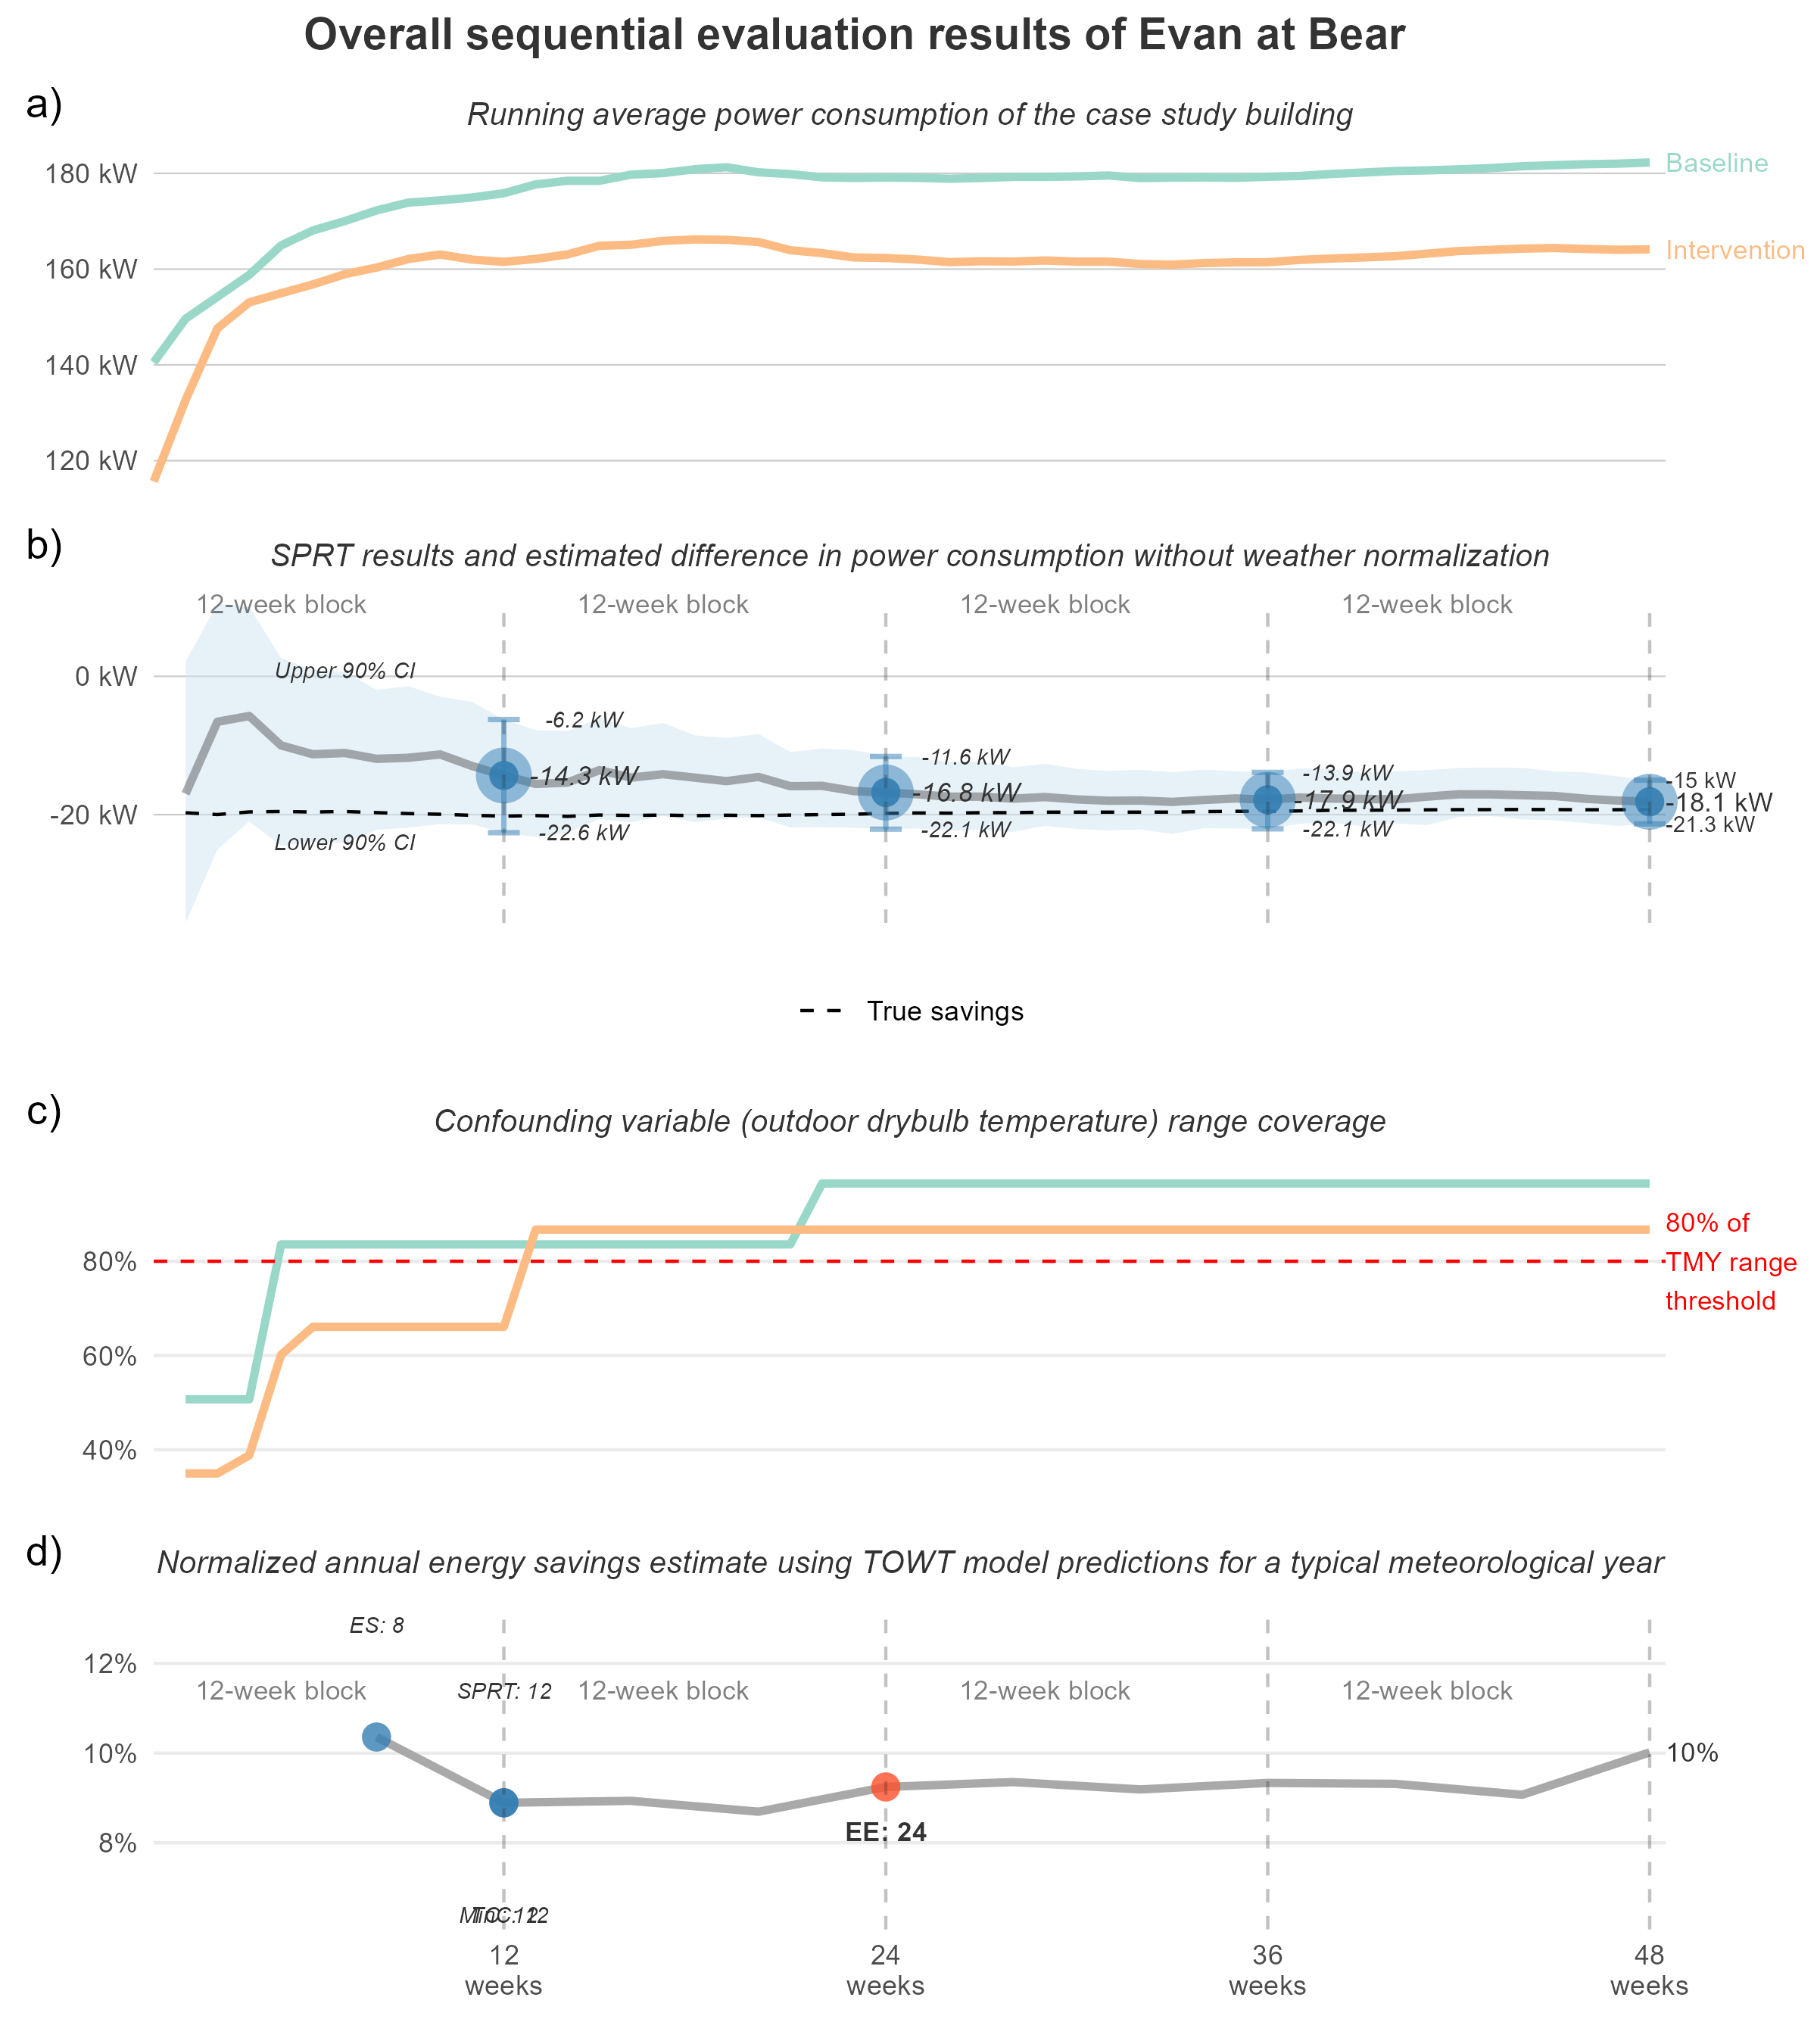 Overall sequential evaluation results of Evan at Bear
a)
Running average power consumption of the case study building
180 kW
160 kW
140 kW
120 kW
Baseline
Intervention
b)
SPRT results and estimated difference in power consumption without weather normalization
12-week block 12-week block 12-week block 12-week block
0 kW
-20 kW
Upper 90% CI
Lower 90% CI
-6.2 kW
-14.3 kW
-22.6 kW
-11.6 kW
-16.8 kW
-22.1 kW
-13.9 kW
-17.9 kW
-22.1 kW
-15 kW
-18.1 kW
-21.3 kW
True savings
c)
Confounding variable (outdoor drybulb temperature) range coverage
80%
60%
40%
80% of
TMY range
threshold
d)
Normalized annual energy savings estimate using TOWT model predictions for a typical meteorological year
ES: 8
12%
10%
8%
12-week block 12-week block 12-week block 12-week block
SPRT: 12
10%
EE: 24
12
weeks
24
weeks
36
weeks
48
weeks